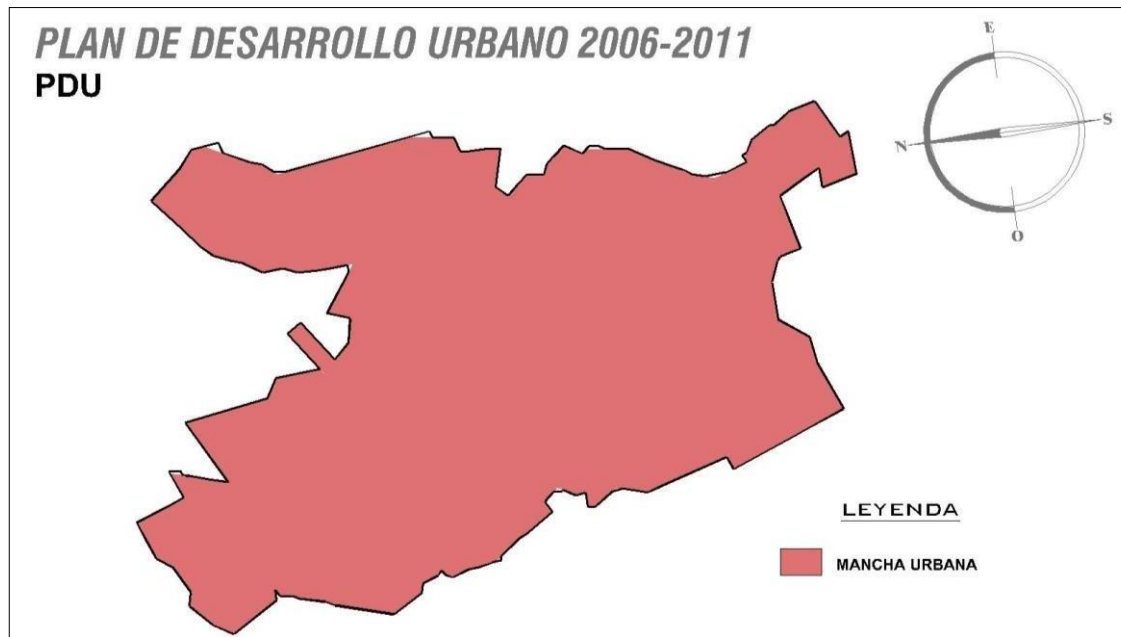 PLAN DE DESARROLLO URBANO 2006-2011
PDU
E
N
S
O
LEYENDA
MANCHA URBANA